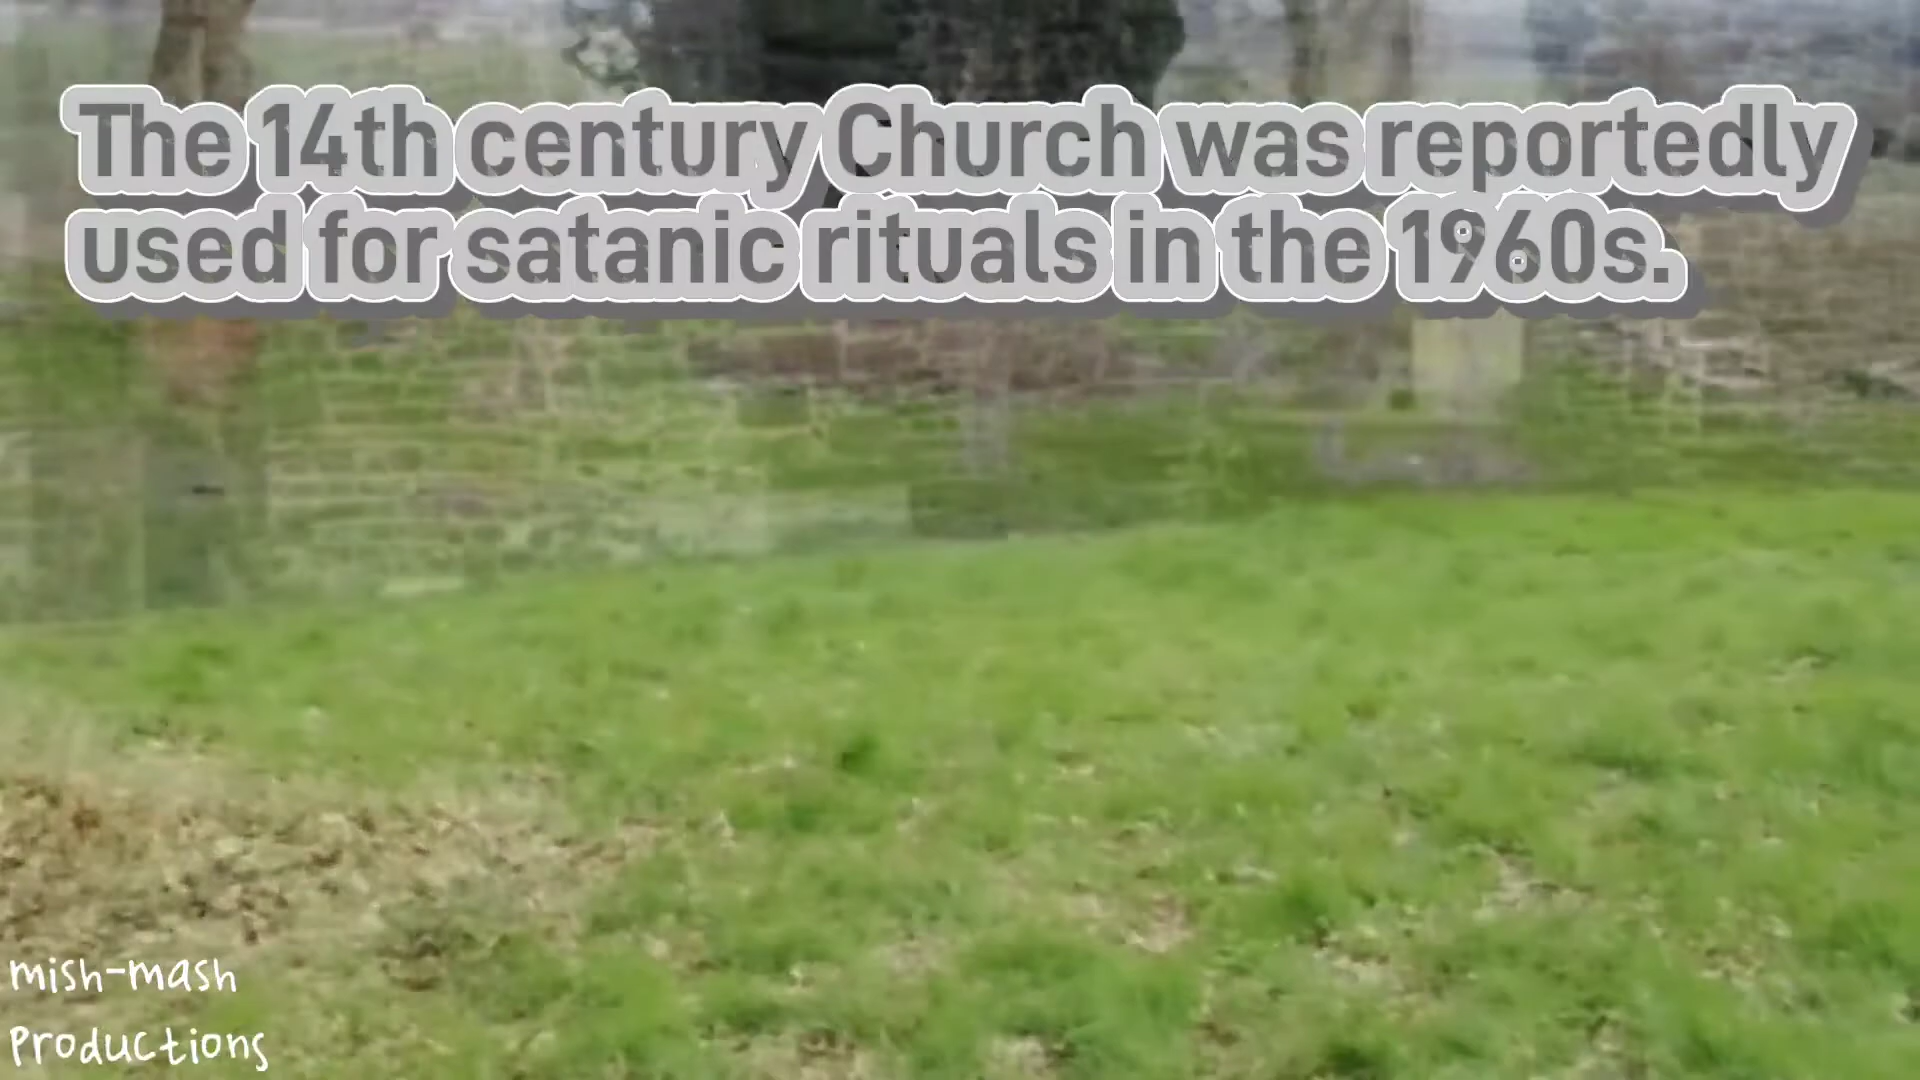 The 14th century Church was reportedly
used for satanic rituals in the 1960s.
mish-mash
Productions